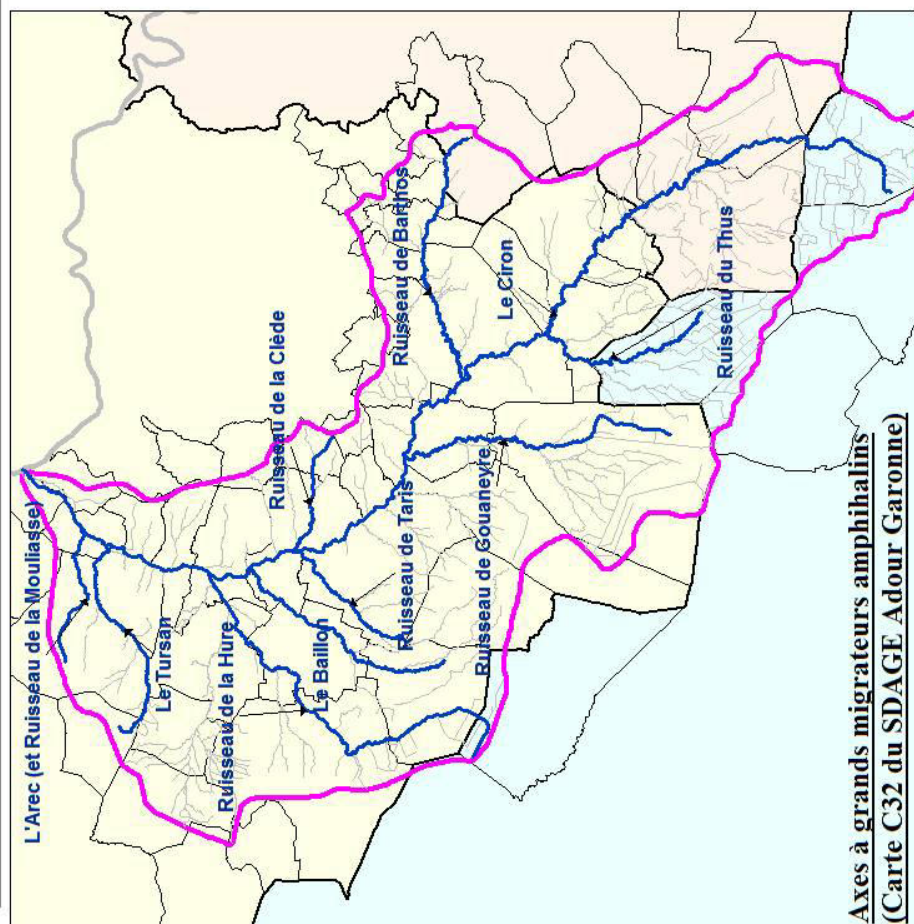 L'Arec (et Ruisseau de la Mouliasse)
Le Tursan
Ruisseau de la Hure
Ruisseau de la Clède
Le Baillon
Ruisseau de Barthos
Ruisseau de Taris
Ruisseau de Gouaneyre
Le Ciron
Ruisseau du Thus
Axes à grands migrateurs amphihalins
(Carte C32 du SDAGE Adour Garonne)